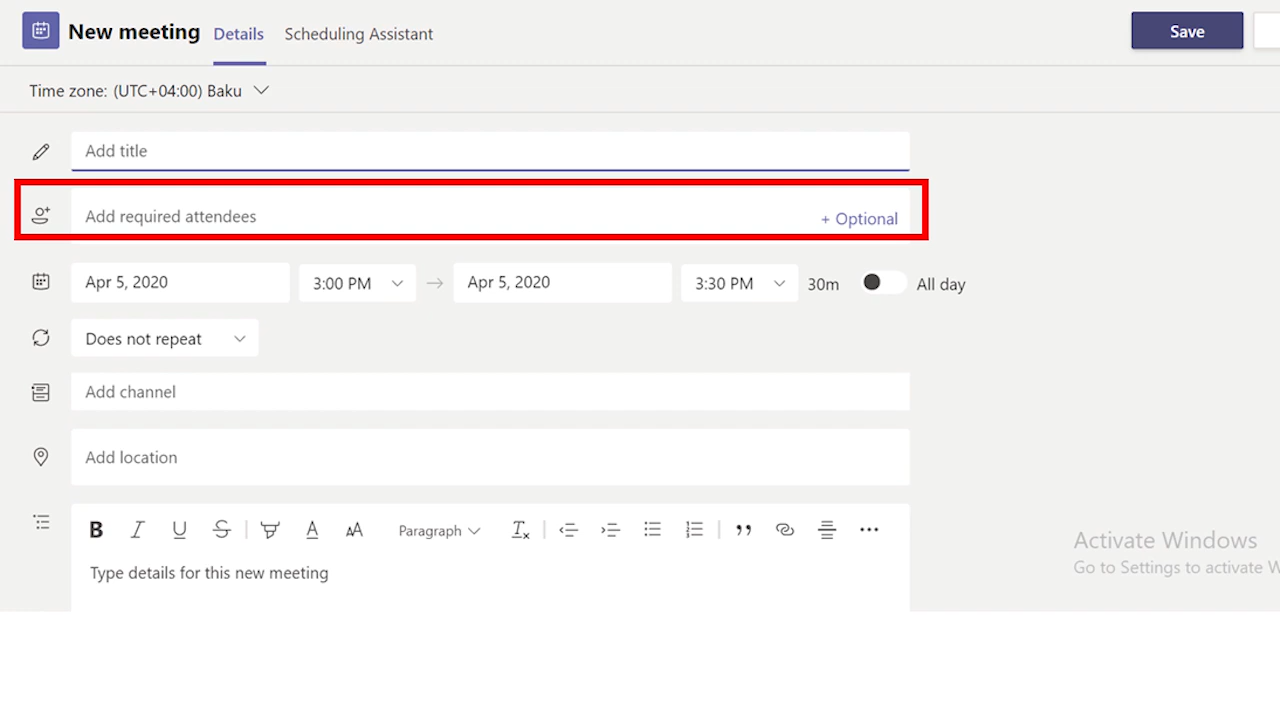 New meeting Details Scheduling Assistant Save
Time zone: (UTC+04:00) Baku
Add title
Add required attendees + Optional
Apr 5, 2020 3:00 PM Apr 5, 2020 3:30 PM 30m All day
Does not repeat
Add channel
Add location
B I U S A AA Paragraph Tx
Type details for this new meeting
Activate Windows
Go to Settings to activate W